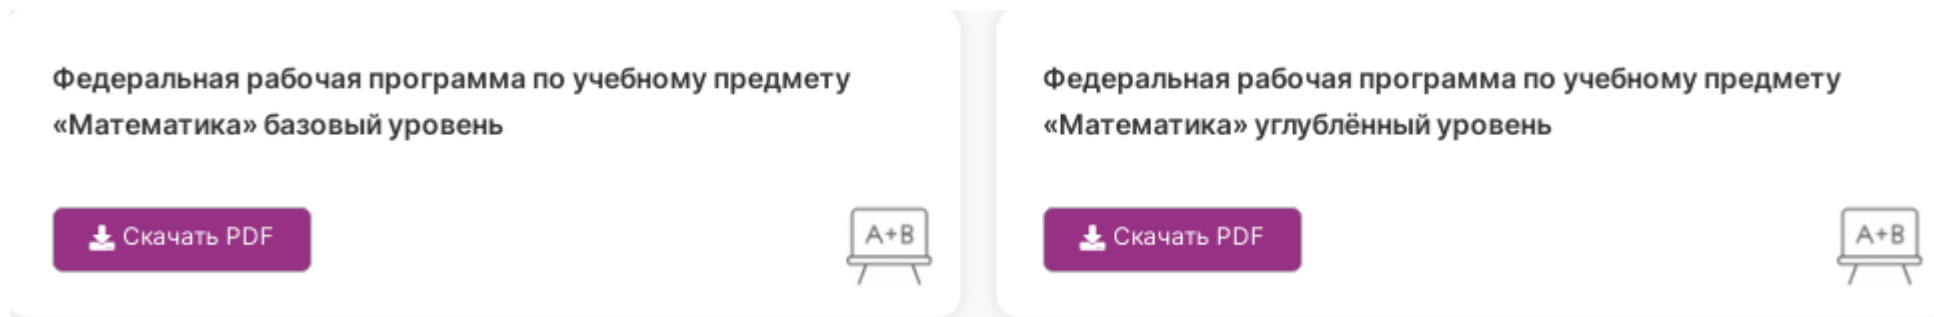 Федеральная рабочая программа по учебному предмету
«Математика» базовый уровень
Скачать PDF
A+B
Федеральная рабочая программа по учебному предмету
«Математика» углублённый уровень
Скачать PDF
A+B